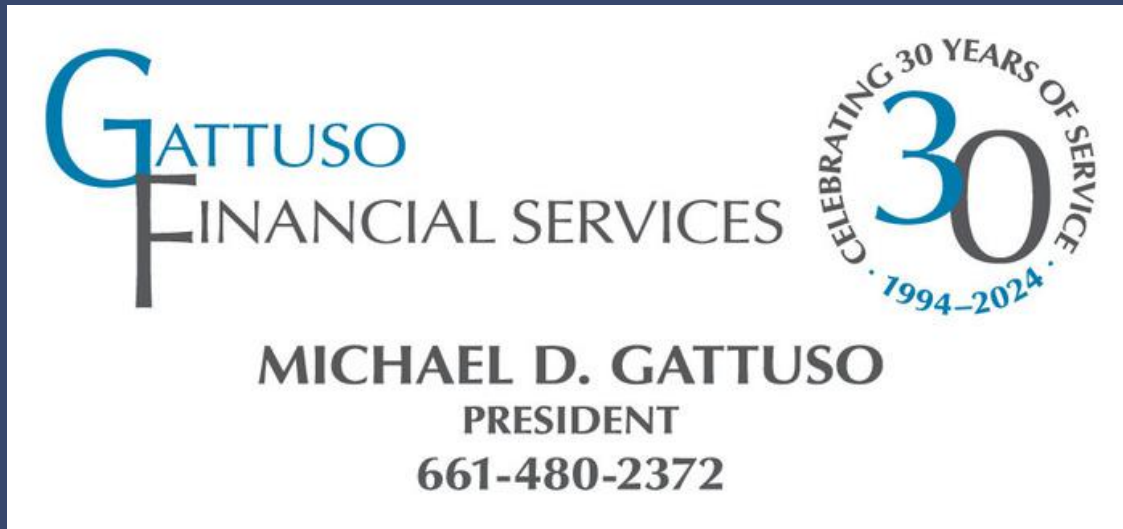 GATTUSO
FINANCIAL SERVICES
CELEBRATING 30 YEARS OF SERVICE
30
· 1994–2024 ·
MICHAEL D. GATTUSO
PRESIDENT
661-480-2372